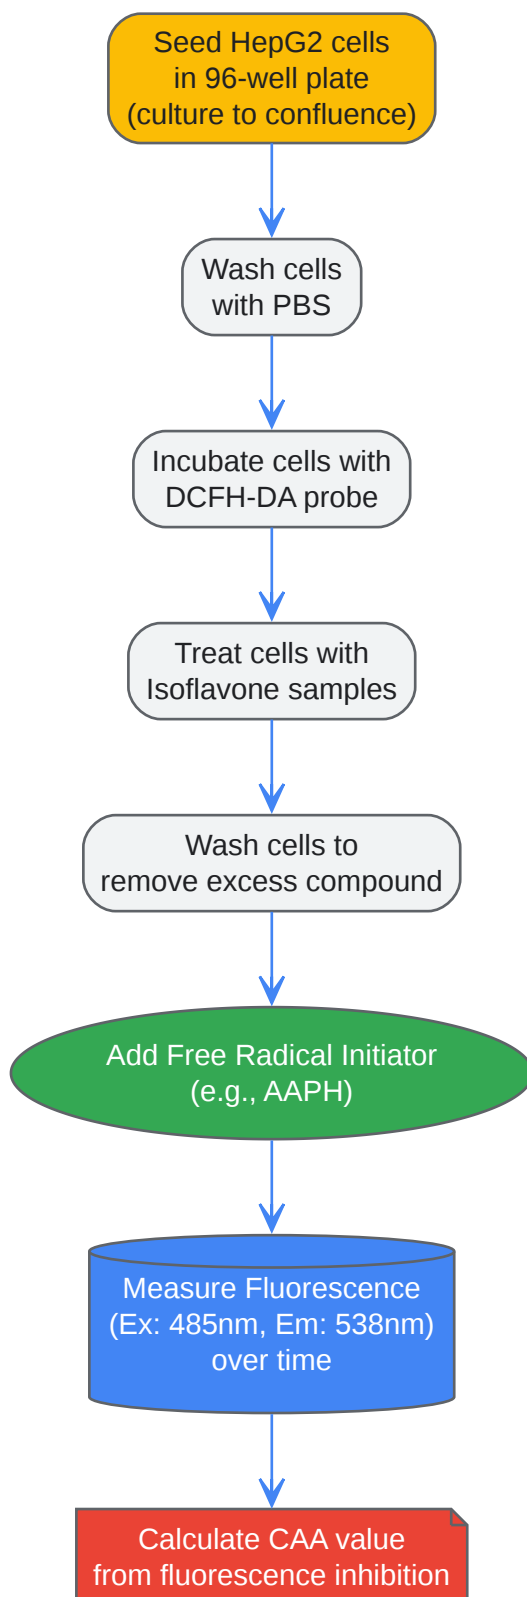 Seed HepG2 cells
in 96-well plate
(culture to confluence)
Wash cells
with PBS
Incubate cells with
DCFH-DA probe
Treat cells with
Isoflavone samples
Wash cells to
remove excess compound
Add Free Radical Initiator
(e.g., AAPH)
Measure Fluorescence
(Ex: 485nm, Em: 538nm)
over time
Calculate CAA value
from fluorescence inhibition